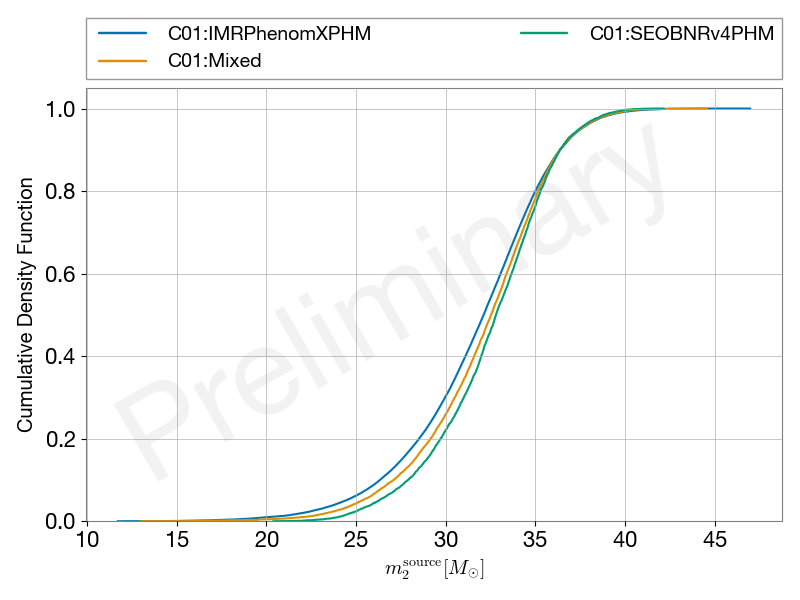 C01:IMRPhenomXPHM
C01:SEOBNRv4PHM
C01:Mixed
1.0
0.8
0.6
0.4
0.2
0.0
Cumulative Density Function
Preliminary
10 15 20 25 30 35 40 45
m₂^source [M⊙]